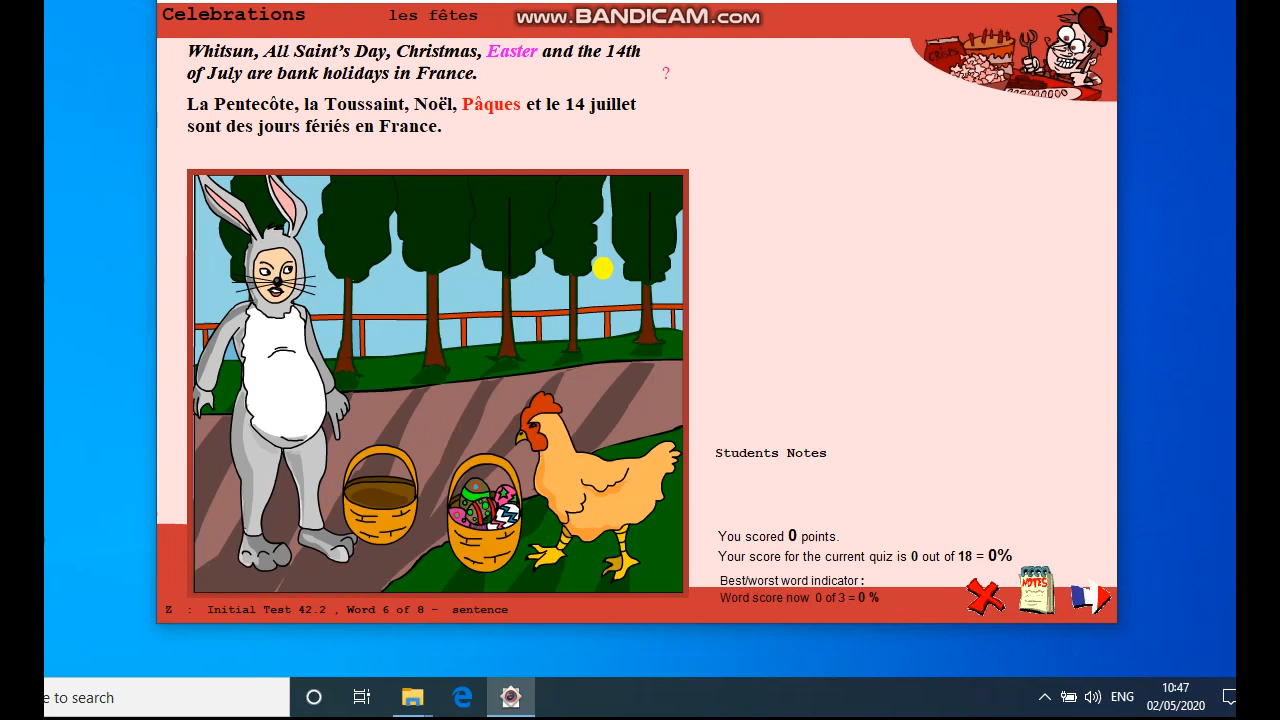 Celebrations les fêtes www.BANDICAM.com
Whitsun, All Saint's Day, Christmas, Easter and the 14th
of July are bank holidays in France. ?
La Pentecôte, la Toussaint, Noël, Pâques et le 14 juillet
sont des jours fériés en France.
Students Notes
You scored 0 points.
Your score for the current quiz is 0 out of 18 = 0%
Best/worst word indicator :
Word score now 0 of 3 = 0 %
NOTES
Z : Initial Test 42.2 , Word 6 of 8 - sentence
e to search
ENG
10:47
02/05/2020